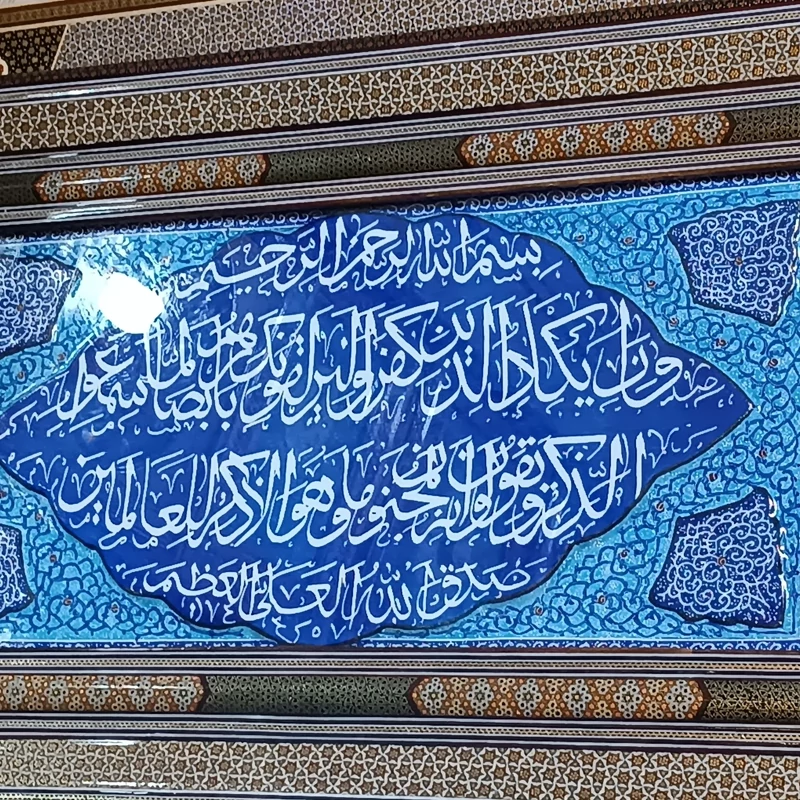 بسم الله الرحمن الرحيم
وان يكاد الذين كفروا ليزلقونك بابصارهم لما سمعوا
الذكر ويقولون انه لمجنون وما هو الا ذكر للعالمين
صدق الله العلي العظيم